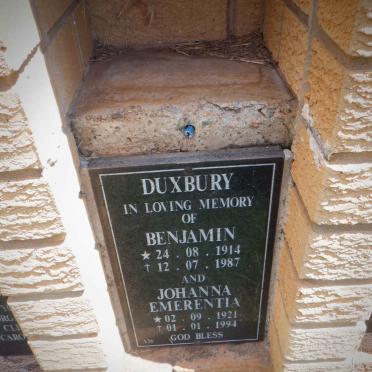 DUXBURY
IN LOVING MEMORY
OF
BENJAMIN
★ 24 . 08 . 1914
† 12 . 07 . 1987
AND
JOHANNA
EMERENTIA
★ 02 . 09 . 1921
† 01 . 01 . 1994
GOD BLESS